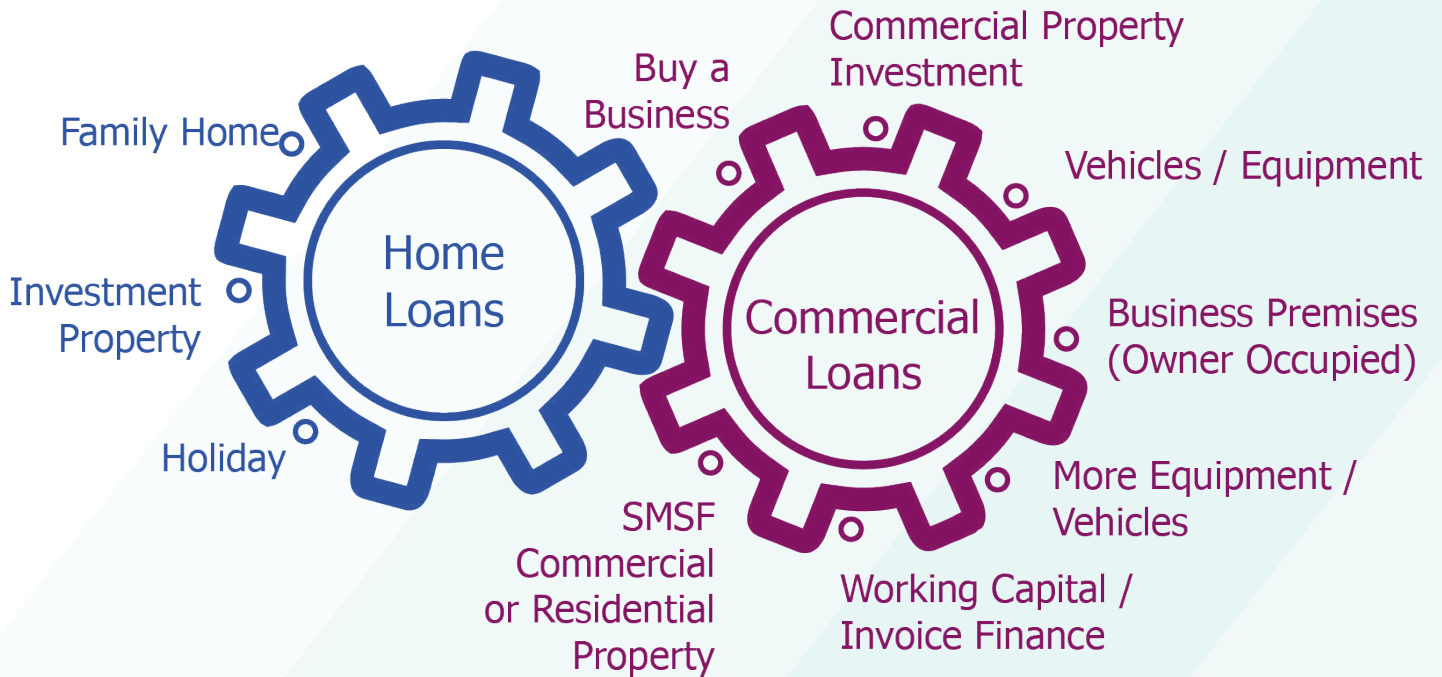 Family Home
Investment
Property
Holiday
Home
Loans
Buy a
Business
Commercial Property
Investment
Vehicles / Equipment
Business Premises
(Owner Occupied)
More Equipment /
Vehicles
Working Capital /
Invoice Finance
SMSF
Commercial
or Residential
Property
Commercial
Loans